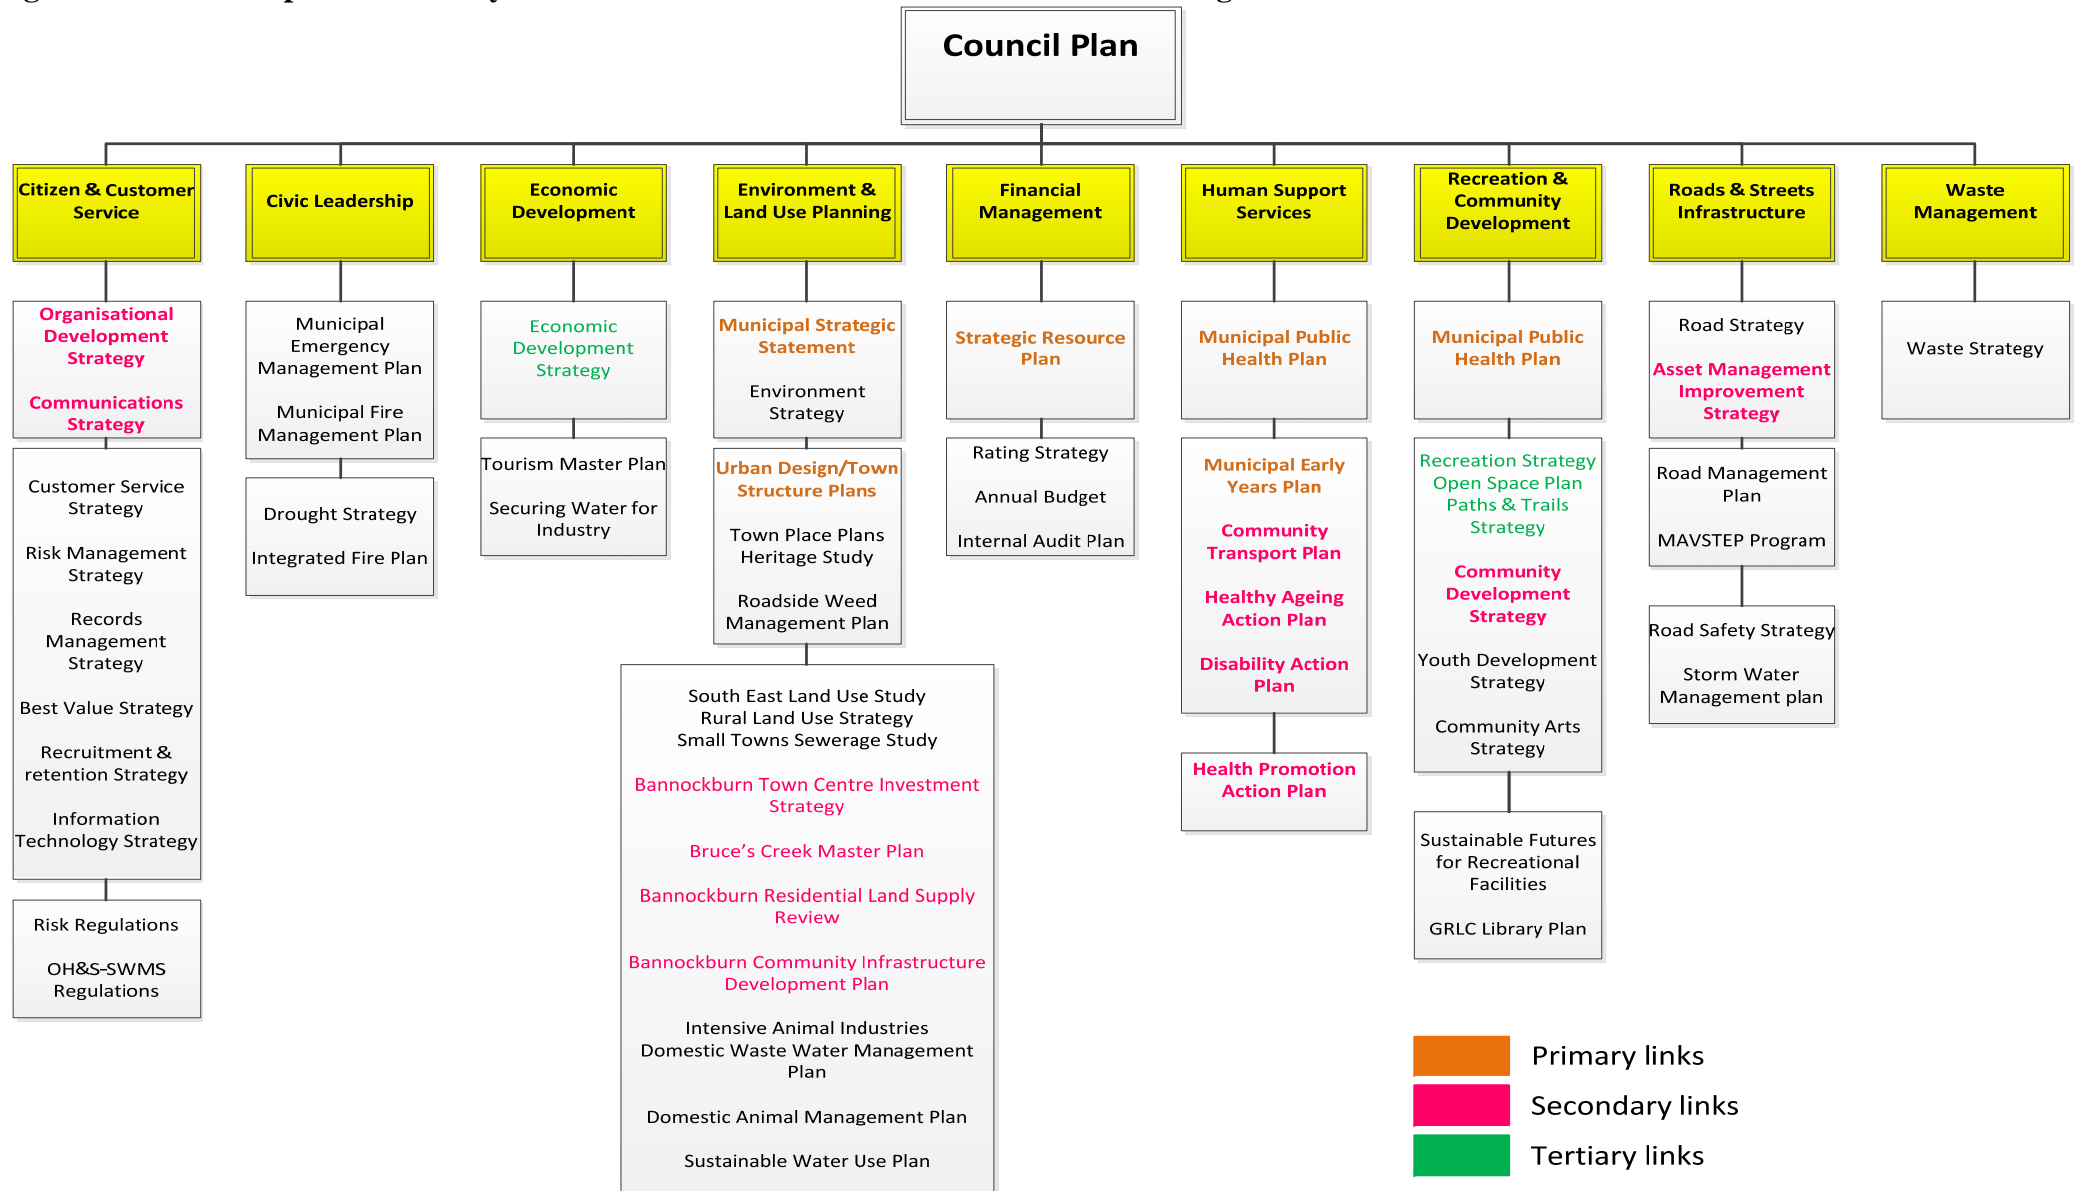 Council Plan
Citizen & Customer
Service
Civic Leadership
Economic
Development
Environment &
Land Use Planning
Financial
Management
Human Support
Services
Recreation &
Community
Development
Roads & Streets
Infrastructure
Waste
Management
Organisational
Development
Strategy
Communications
Strategy
Customer Service
Strategy
Risk Management
Strategy
Records
Management
Strategy
Best Value Strategy
Recruitment &
retention Strategy
Information
Technology Strategy
Risk Regulations
OH&S-SWMS
Regulations
Municipal
Emergency
Management Plan
Municipal Fire
Management Plan
Drought Strategy
Integrated Fire Plan
Economic
Development
Strategy
Tourism Master Plan
Securing Water for
Industry
Municipal Strategic
Statement
Environment
Strategy
Urban Design/Town
Structure Plans
Town Place Plans
Heritage Study
Roadside Weed
Management Plan
South East Land Use Study
Rural Land Use Strategy
Small Towns Sewerage Study
Bannockburn Town Centre Investment
Strategy
Bruce’s Creek Master Plan
Bannockburn Residential Land Supply
Review
Bannockburn Community Infrastructure
Development Plan
Intensive Animal Industries
Domestic Waste Water Management
Plan
Domestic Animal Management Plan
Sustainable Water Use Plan
Strategic Resource
Plan
Rating Strategy
Annual Budget
Internal Audit Plan
Municipal Public
Health Plan
Municipal Early
Years Plan
Community
Transport Plan
Healthy Ageing
Action Plan
Disability Action
Plan
Health Promotion
Action Plan
Municipal Public
Health Plan
Recreation Strategy
Open Space Plan
Paths & Trails
Strategy
Community
Development
Strategy
Youth Development
Strategy
Community Arts
Strategy
Sustainable Futures
for Recreational
Facilities
GRLC Library Plan
Road Strategy
Asset Management
Improvement
Strategy
Road Management
Plan
MAVSTEP Program
Road Safety Strategy
Storm Water
Management plan
Waste Strategy
Primary links
Secondary links
Tertiary links